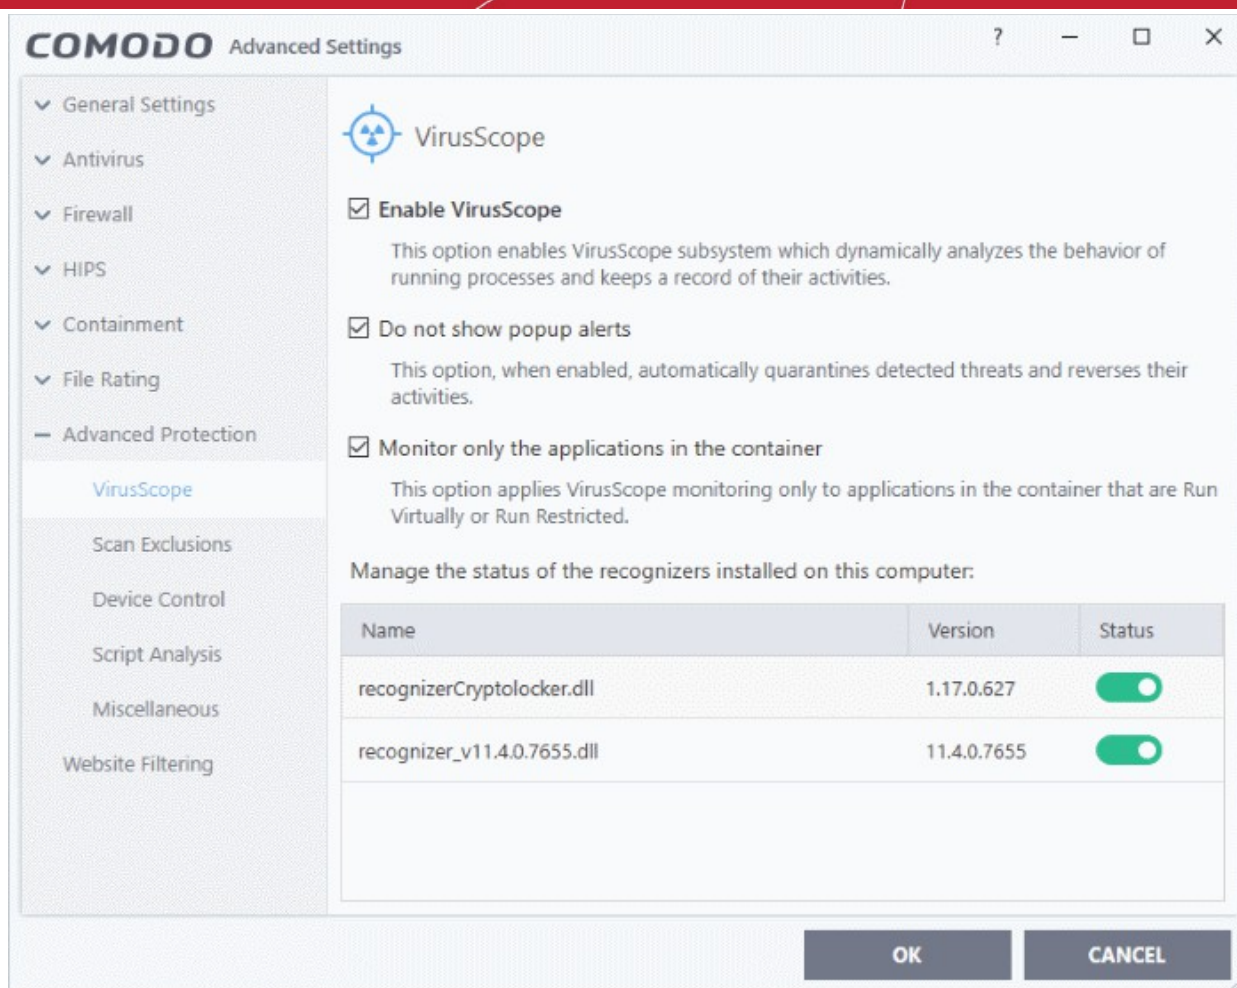 COMODO Advanced Settings
?
General Settings
Antivirus
Firewall
HIPS
Containment
File Rating
Advanced Protection
VirusScope
Scan Exclusions
Device Control
Script Analysis
Miscellaneous
Website Filtering
VirusScope
Enable VirusScope
This option enables VirusScope subsystem which dynamically analyzes the behavior of
running processes and keeps a record of their activities.
Do not show popup alerts
This option, when enabled, automatically quarantines detected threats and reverses their
activities.
Monitor only the applications in the container
This option applies VirusScope monitoring only to applications in the container that are Run
Virtually or Run Restricted.
Manage the status of the recognizers installed on this computer:
Name Version Status
recognizerCryptolocker.dll 1.17.0.627
recognizer_v11.4.0.7655.dll 11.4.0.7655
OK CANCEL